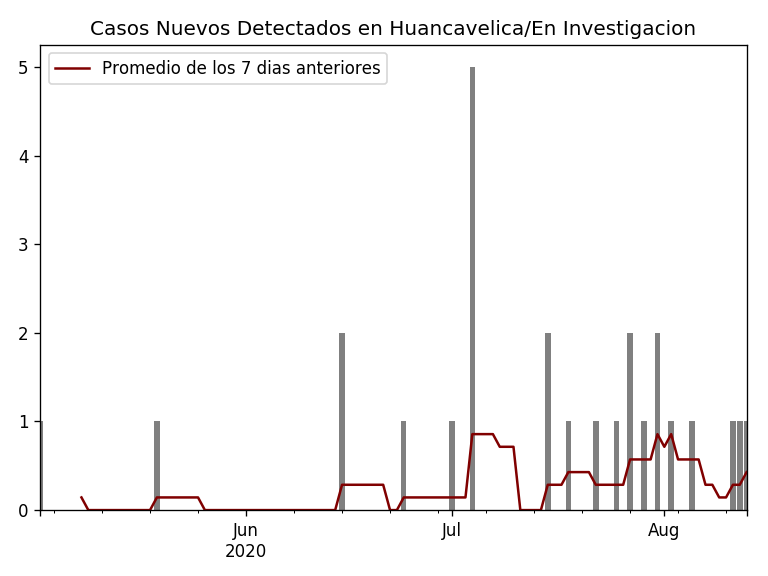 Casos Nuevos Detectados en Huancavelica/En Investigacion
Promedio de los 7 dias anteriores
5
4
3
2
1
0
Jun
2020
Jul
Aug